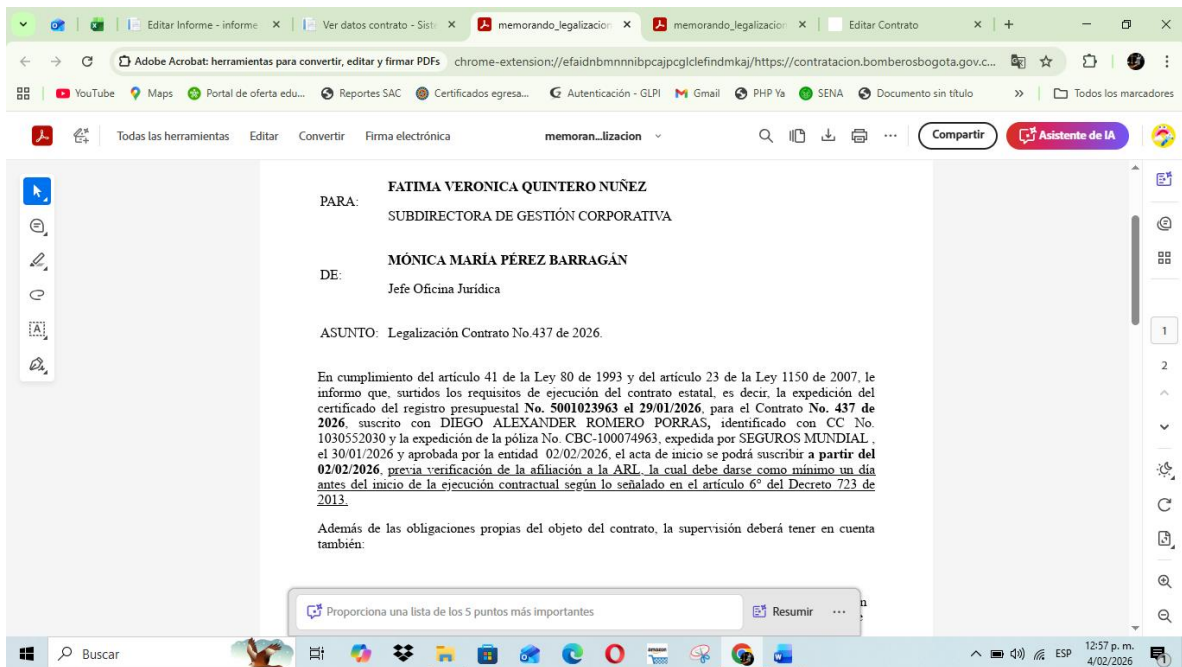 Editar Informe - informe
Ver datos contrato - Siste
memorando_legalizacion
memorando_legalizacion
Editar Contrato
Adobe Acrobat: herramientas para convertir, editar y firmar PDFs
chrome-extension://efaidnbmnnnibpcajpcglclefindmkaj/https://contratacion.bomberosbogota.gov.c...
YouTube
Maps
Portal de oferta edu...
Reportes SAC
Certificados egresa...
Autenticación - GLPI
Gmail
PHP Ya
SENA
Documento sin título
»
Todos los marcadores
Todas las herramientas
Editar
Convertir
Firma electrónica
memoran...lizacion
Compartir
Asistente de IA
PARA:
FATIMA VERONICA QUINTERO NUÑEZ
SUBDIRECTORA DE GESTIÓN CORPORATIVA
DE:
MÓNICA MARÍA PÉREZ BARRAGÁN
Jefe Oficina Jurídica
ASUNTO: Legalización Contrato No.437 de 2026.
En cumplimiento del artículo 41 de la Ley 80 de 1993 y del artículo 23 de la Ley 1150 de 2007, le
informo que, surtidos los requisitos de ejecución del contrato estatal, es decir, la expedición del
certificado del registro presupuestal No. 5001023963 el 29/01/2026, para el Contrato No. 437 de
2026, suscrito con DIEGO ALEXANDER ROMERO PORRAS, identificado con CC No.
1030552030 y la expedición de la póliza No. CBC-100074963, expedida por SEGUROS MUNDIAL ,
el 30/01/2026 y aprobada por la entidad 02/02/2026, el acta de inicio se podrá suscribir a partir del
02/02/2026, previa verificación de la afiliación a la ARL, la cual debe darse como mínimo un día
antes del inicio de la ejecución contractual según lo señalado en el artículo 6° del Decreto 723 de
2013.
Además de las obligaciones propias del objeto del contrato, la supervisión deberá tener en cuenta
también:
Proporciona una lista de los 5 puntos más importantes
Resumir
1
2
Buscar
ESP
12:57 p. m.
4/02/2026